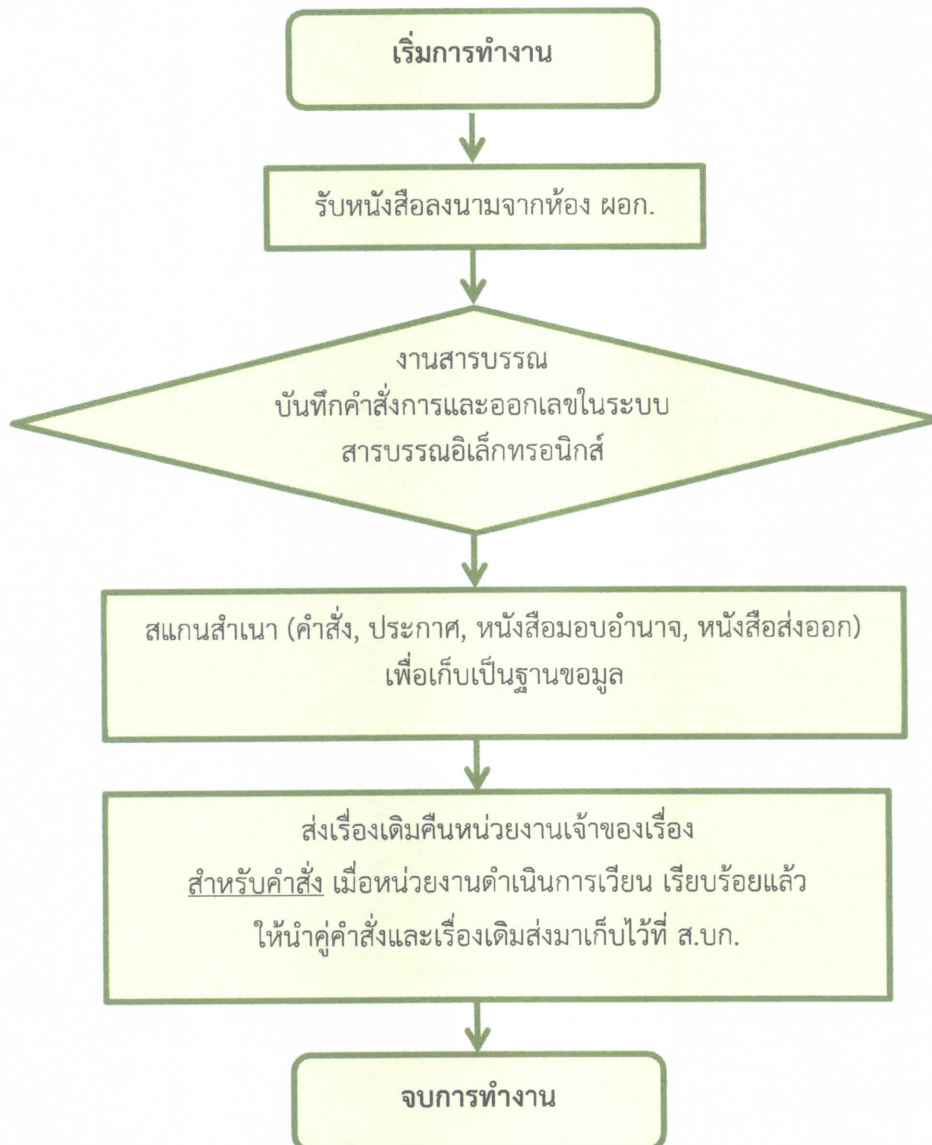 เริ่มการทำงาน
รับหนังสือลงนามจากห้อง ผอก.
งานสารบรรณ
บันทึกคำสั่งการและออกเลขในระบบ
สารบรรณอิเล็กทรอนิกส์
สแกนสำเนา (คำสั่ง, ประกาศ, หนังสือมอบอำนาจ, หนังสือส่งออก)
เพื่อเก็บเป็นฐานขอมูล
ส่งเรื่องเดิมคืนหน่วยงานเจ้าของเรื่อง
สำหรับคำสั่ง เมื่อหน่วยงานดำเนินการเวียน เรียบร้อยแล้ว
ให้นำคู่คำสั่งและเรื่องเดิมส่งมาเก็บไว้ที่ ส.บก.
จบการทำงาน